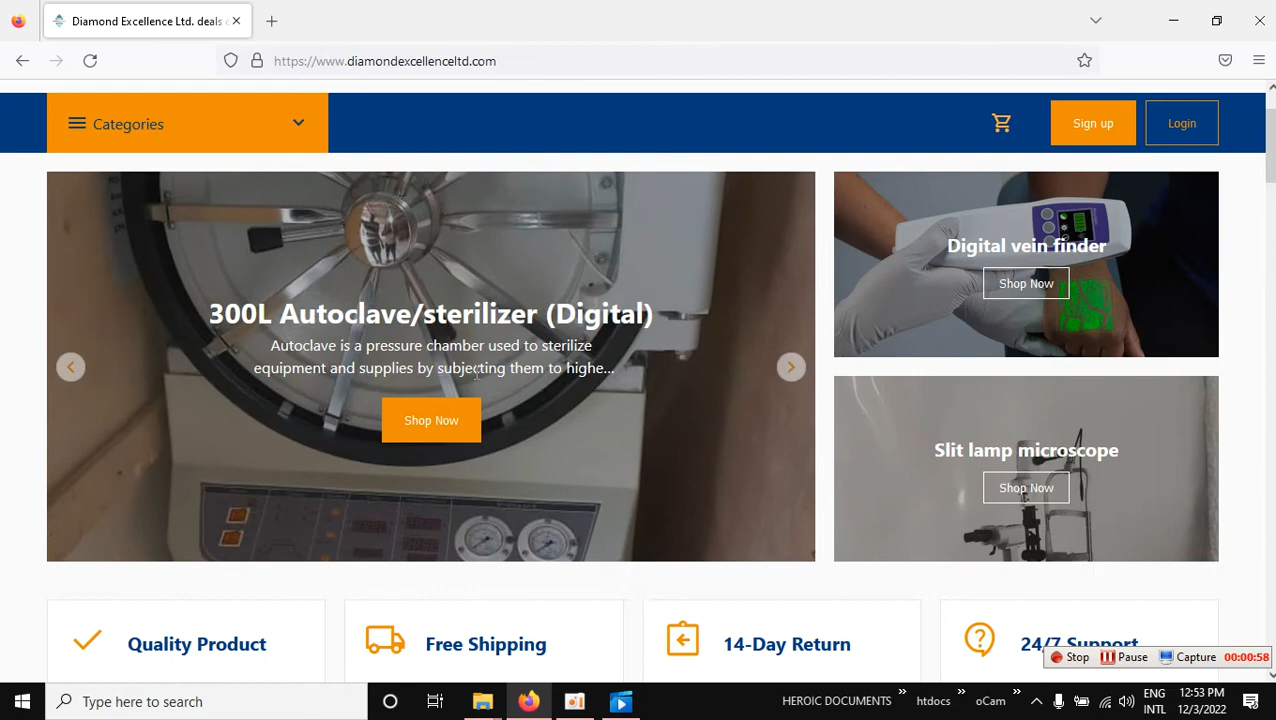 Diamond Excellence Ltd. deals
https://www.diamondexcellenceltd.com
Categories
Sign up
Login
300L Autoclave/sterilizer (Digital)
Autoclave is a pressure chamber used to sterilize
equipment and supplies by subjecting them to highe...
Shop Now
Digital vein finder
Shop Now
Slit lamp microscope
Shop Now
Quality Product
Free Shipping
14-Day Return
24/7 Support
Stop
Pause
Capture
00:00:58
Type here to search
HEROIC DOCUMENTS
htdocs
oCam
ENG
INTL
12:53 PM
12/3/2022